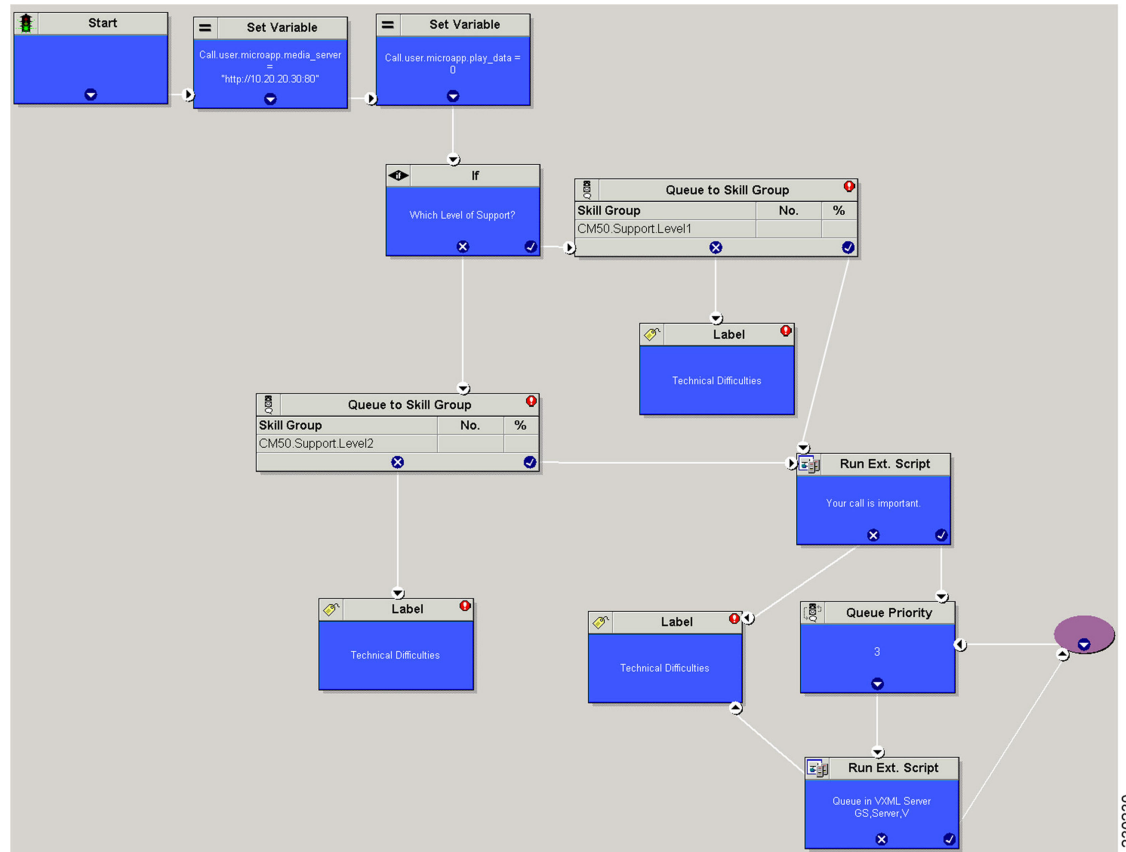 Start
Set Variable
Call.user.microapp.media_server
=
"http://10.20.20.30:80"
Set Variable
Call.user.microapp.play_data =
0
If
Which Level of Support?
Queue to Skill Group
Skill Group No. %
CM50.Support.Level1
Label
Technical Difficulties
Queue to Skill Group
Skill Group No. %
CM50.Support.Level2
Run Ext. Script
Your call is important.
Label
Technical Difficulties
Label
Technical Difficulties
Queue Priority
3
Run Ext. Script
Queue in VXML Server
GS,Server,V